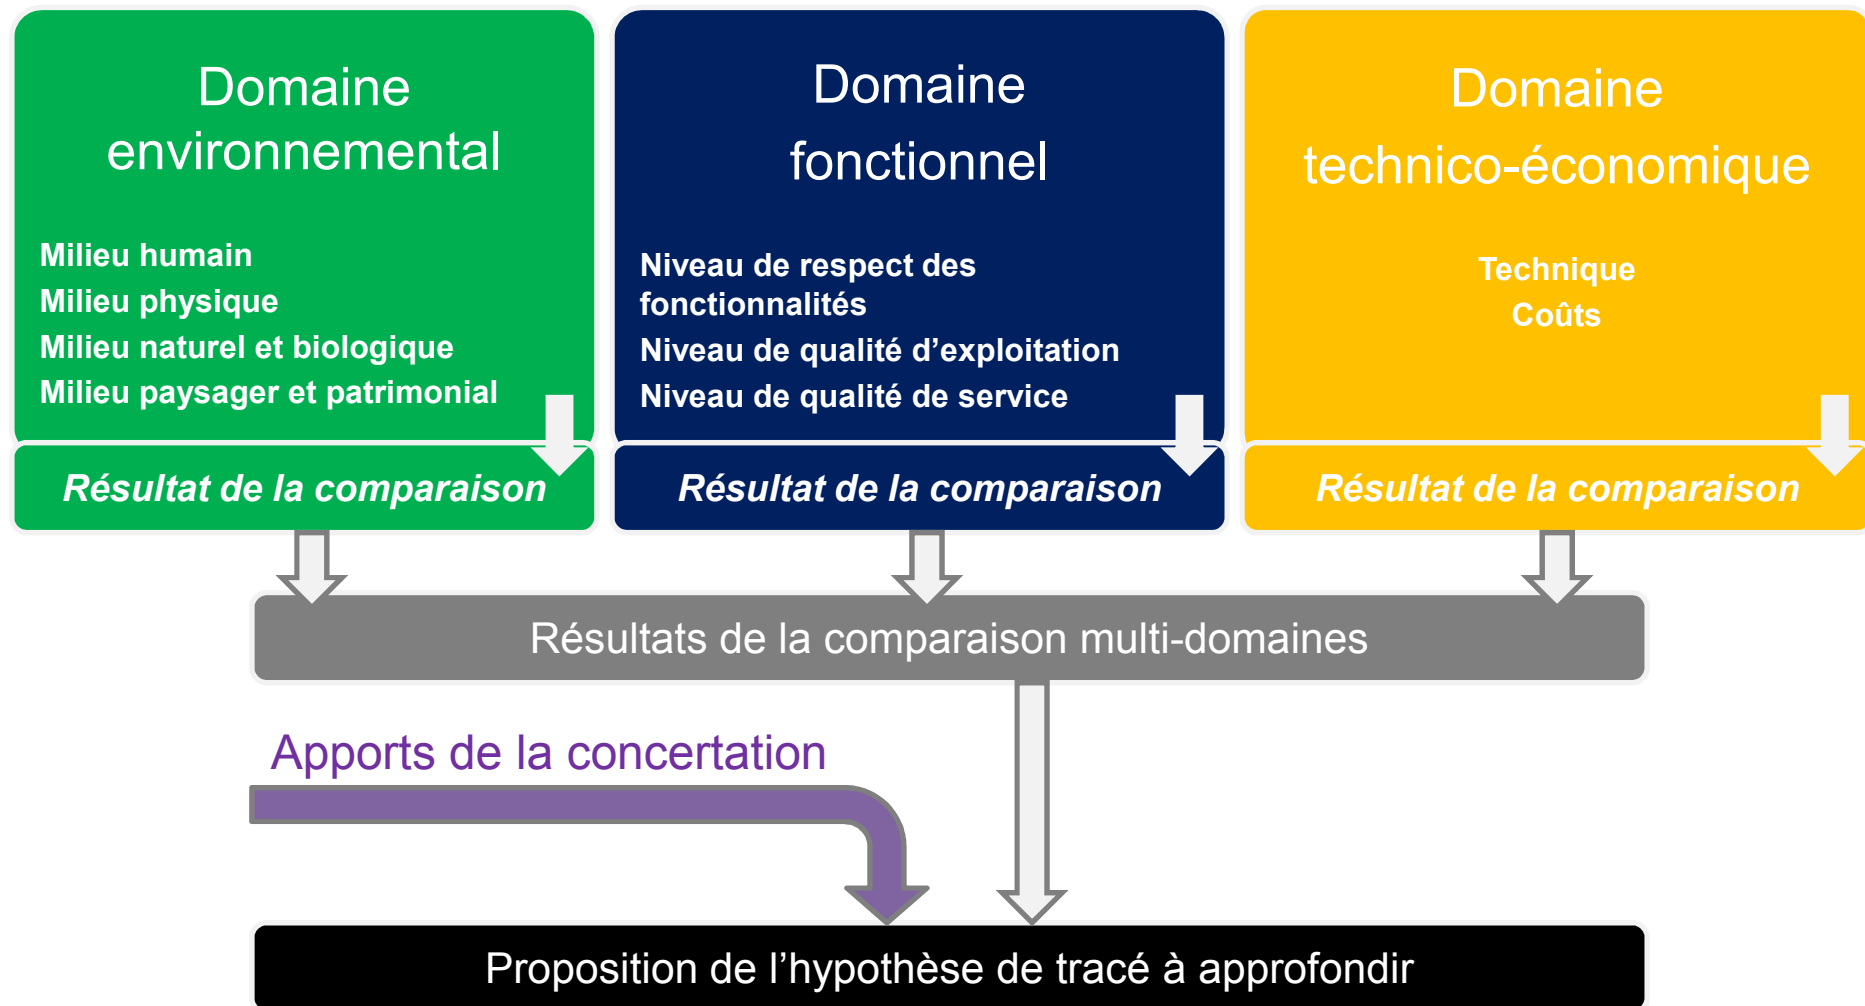 Domaine
environnemental
Milieu humain
Milieu physique
Milieu naturel et biologique
Milieu paysager et patrimonial
Résultat de la comparaison
Domaine
fonctionnel
Niveau de respect des
fonctionnalités
Niveau de qualité d’exploitation
Niveau de qualité de service
Résultat de la comparaison
Domaine
technico-économique
Technique
Coûts
Résultat de la comparaison
Résultats de la comparaison multi-domaines
Apports de la concertation
Proposition de l’hypothèse de tracé à approfondir